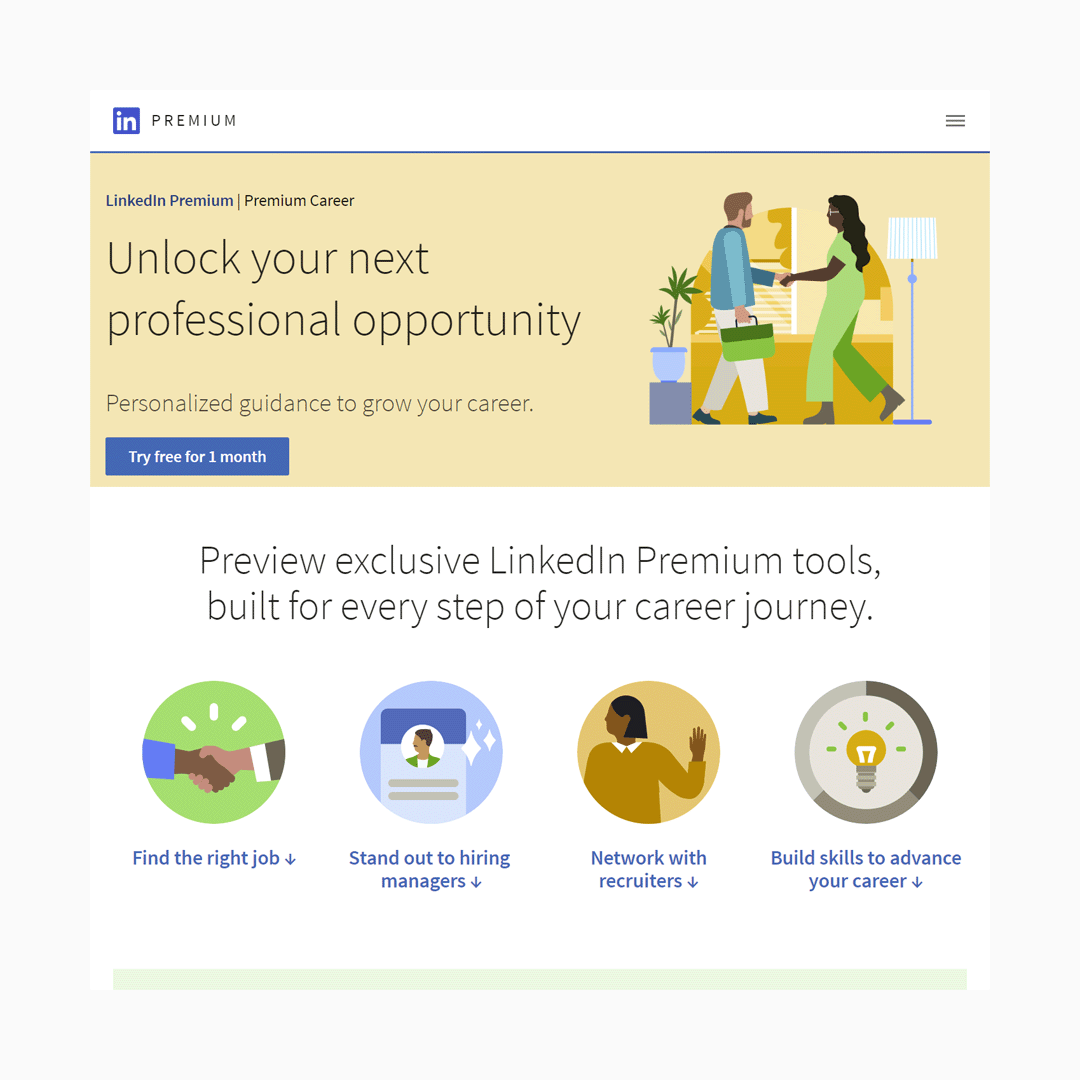 in PREMIUM
LinkedIn Premium | Premium Career
Unlock your next
professional opportunity
Personalized guidance to grow your career.
Try free for 1 month
Preview exclusive LinkedIn Premium tools,
built for every step of your career journey.
Find the right job ↓
Stand out to hiring
managers ↓
Network with
recruiters ↓
Build skills to advance
your career ↓